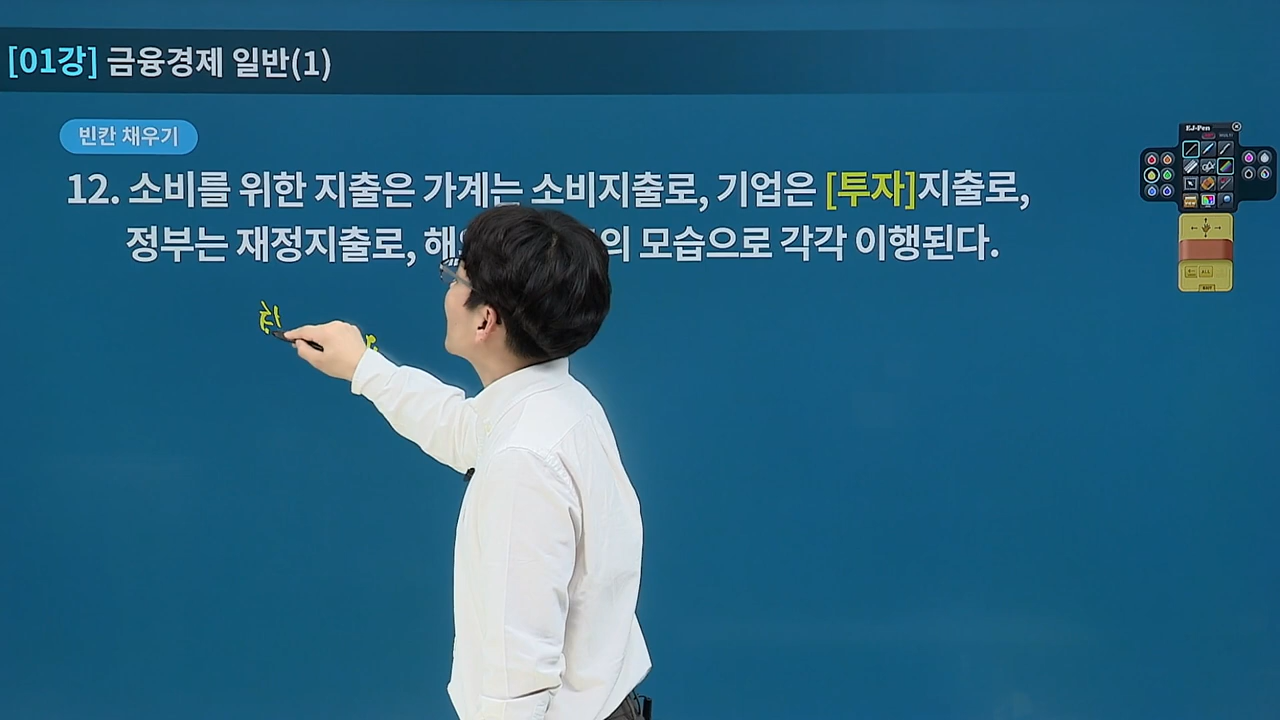 [01강] 금융경제 일반(1)
빈칸 채우기
12. 소비를 위한 지출은 가계는 소비지출로, 기업은 [투자]지출로,
정부는 재정지출로, 모습으로 각각 이행된다.
EJ-Pen